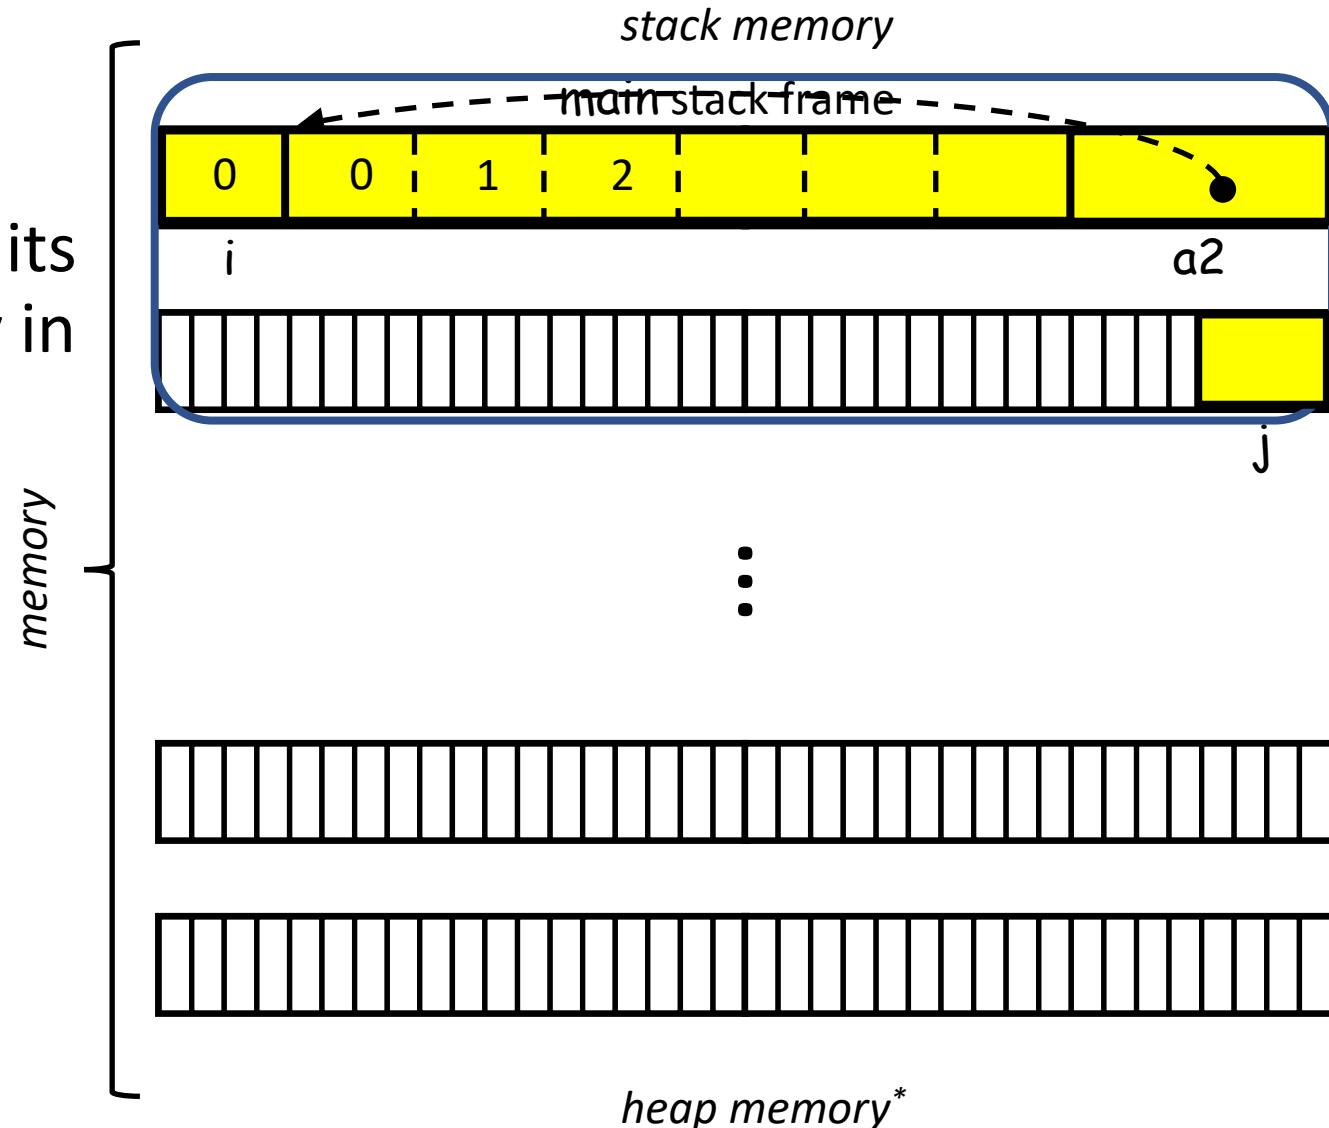 stack memory
main stack frame
0 0 1 2
its
i a2
in
j
memory
heap memory*